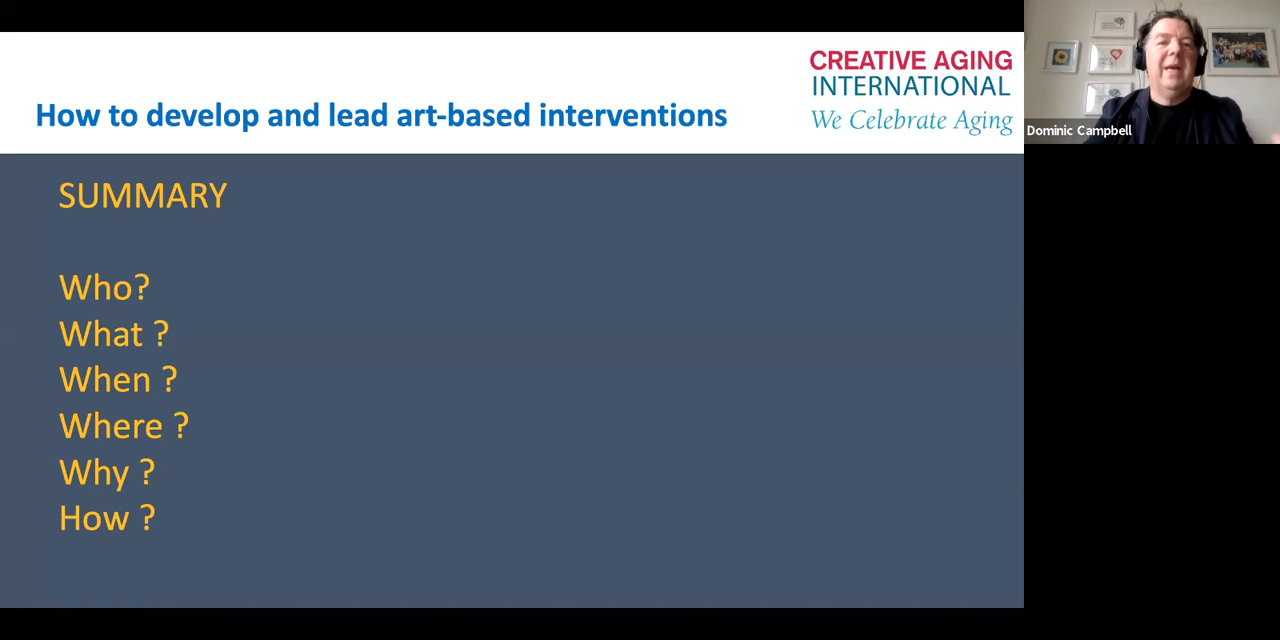 How to develop and lead art-based interventions
CREATIVE AGING
INTERNATIONAL
We Celebrate Aging
Dominic Campbell
SUMMARY
Who?
What ?
When ?
Where ?
Why ?
How ?